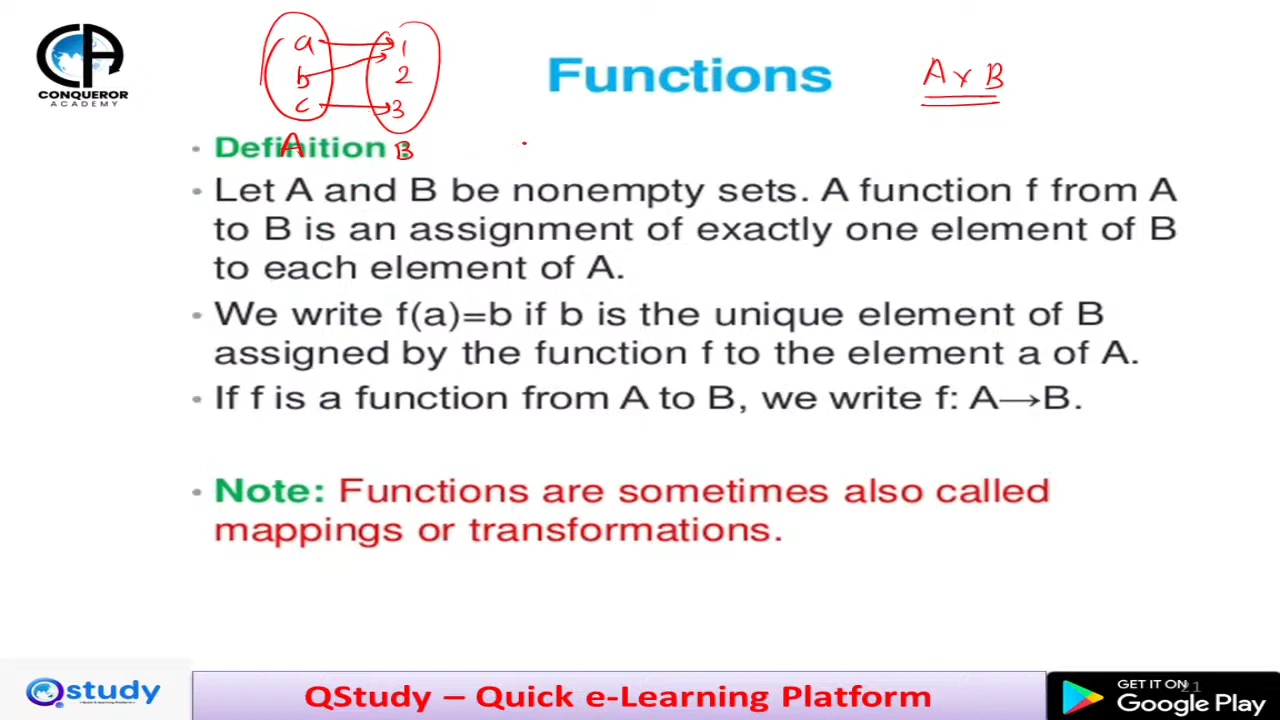 CONQUEROR
ACADEMY
a 1
b 2
c 3
A B
Functions
A x B
• Definition :
• Let A and B be nonempty sets. A function f from A
to B is an assignment of exactly one element of B
to each element of A.
• We write f(a)=b if b is the unique element of B
assigned by the function f to the element a of A.
• If f is a function from A to B, we write f: A→B.
• Note: Functions are sometimes also called
mappings or transformations.
Qstudy
QStudy – Quick e-Learning Platform
GET IT ON
Google Play
21